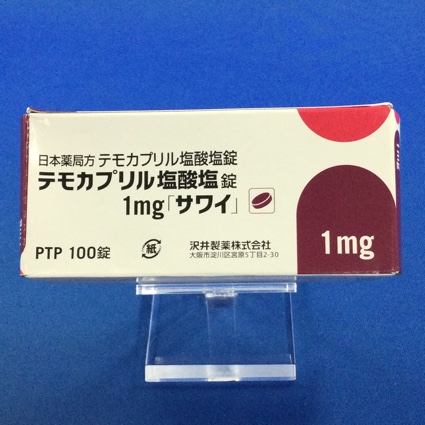 日本薬局方 テモカプリル塩酸塩錠
テモカプリル塩酸塩錠
1mg「サワイ」
PTP 100錠
紙
沢井製薬株式会社
大阪市淀川区宮原5丁目2-30
1mg
1mg